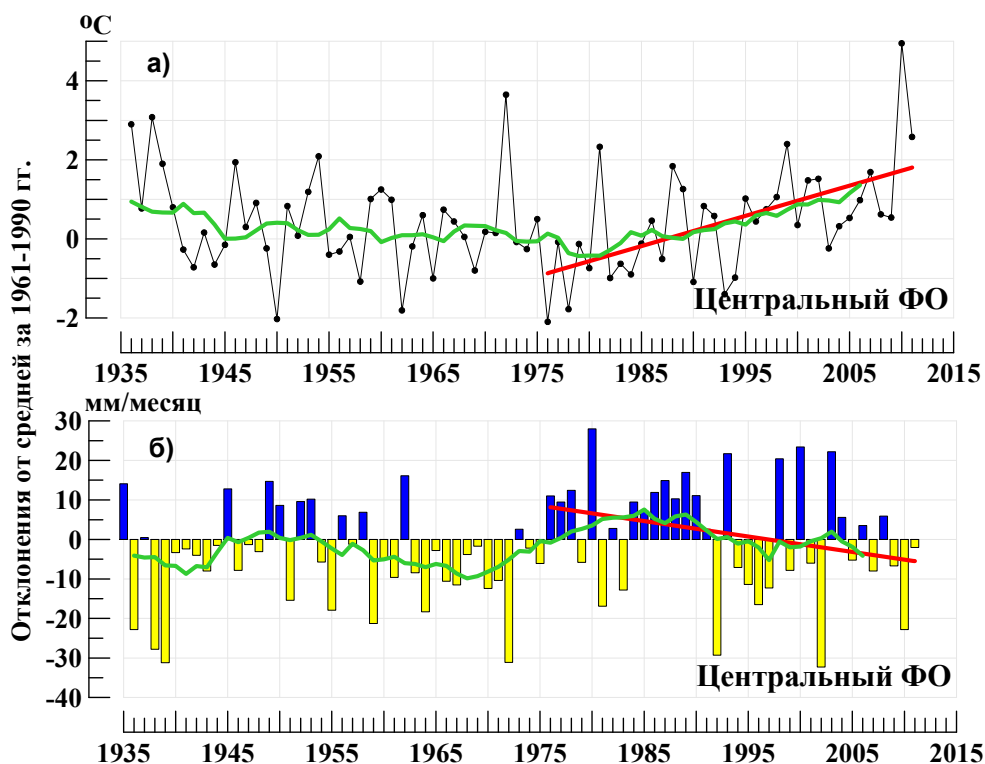 Отклонения от средней за 1961-1990 гг.
ºC
а)
4
2
0
-2
Центральный ФО
1935 1945 1955 1965 1975 1985 1995 2005 2015
мм/месяц
30
б)
20
10
0
-10
-20
-30
-40
Центральный ФО
1935 1945 1955 1965 1975 1985 1995 2005 2015